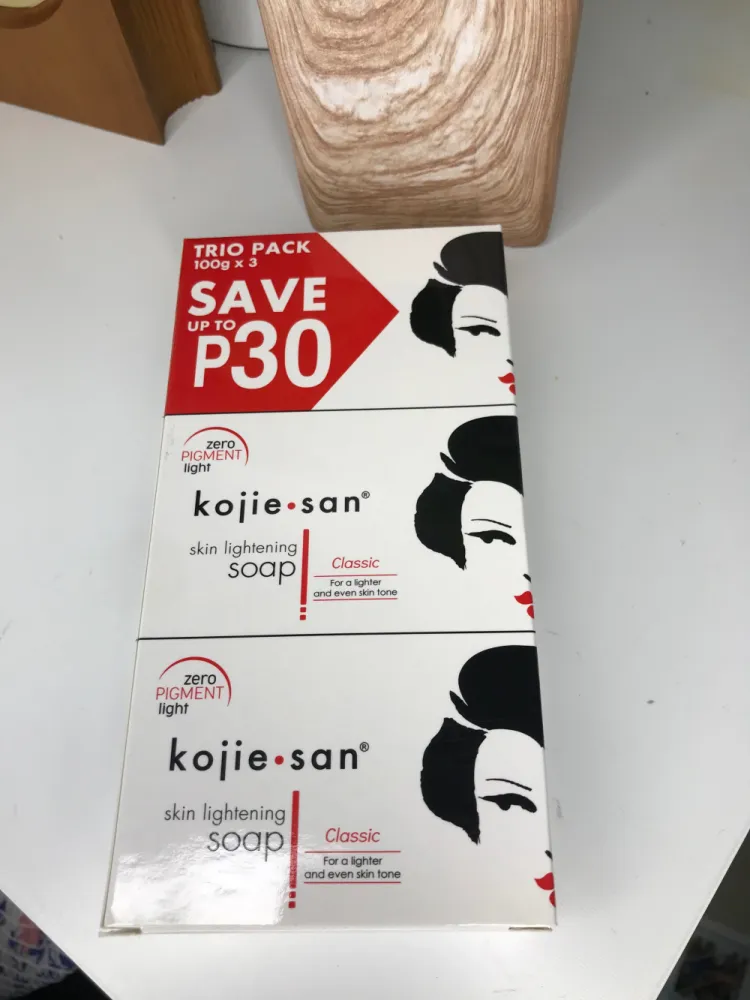 TRIO PACK
100g x 3
SAVE
UP TO
P30
zero
PIGMENT
light
kojie•san®
skin lightening
soap
Classic
For a lighter
and even skin tone
zero
PIGMENT
light
kojie•san®
skin lightening
soap
Classic
For a lighter
and even skin tone